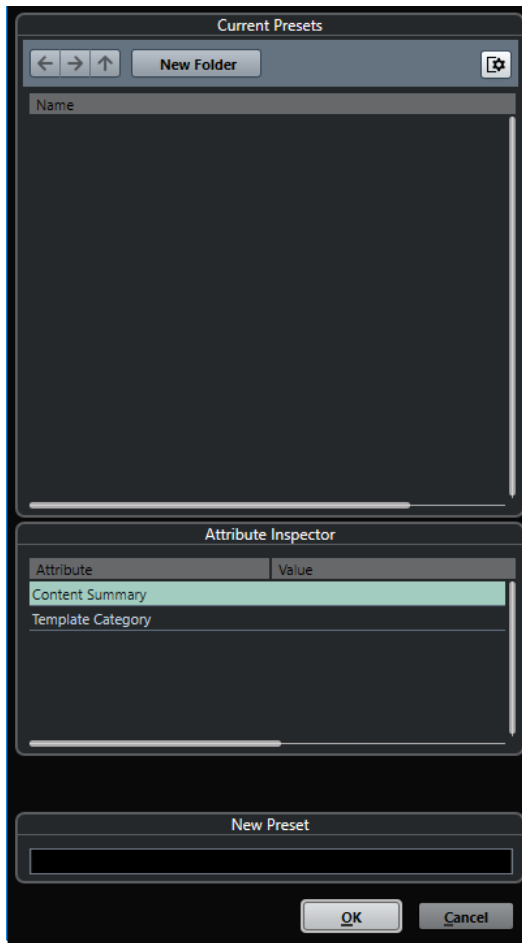 Current Presets
New Folder
Name
Attribute Inspector
Attribute Value
Content Summary
Template Category
New Preset
OK Cancel